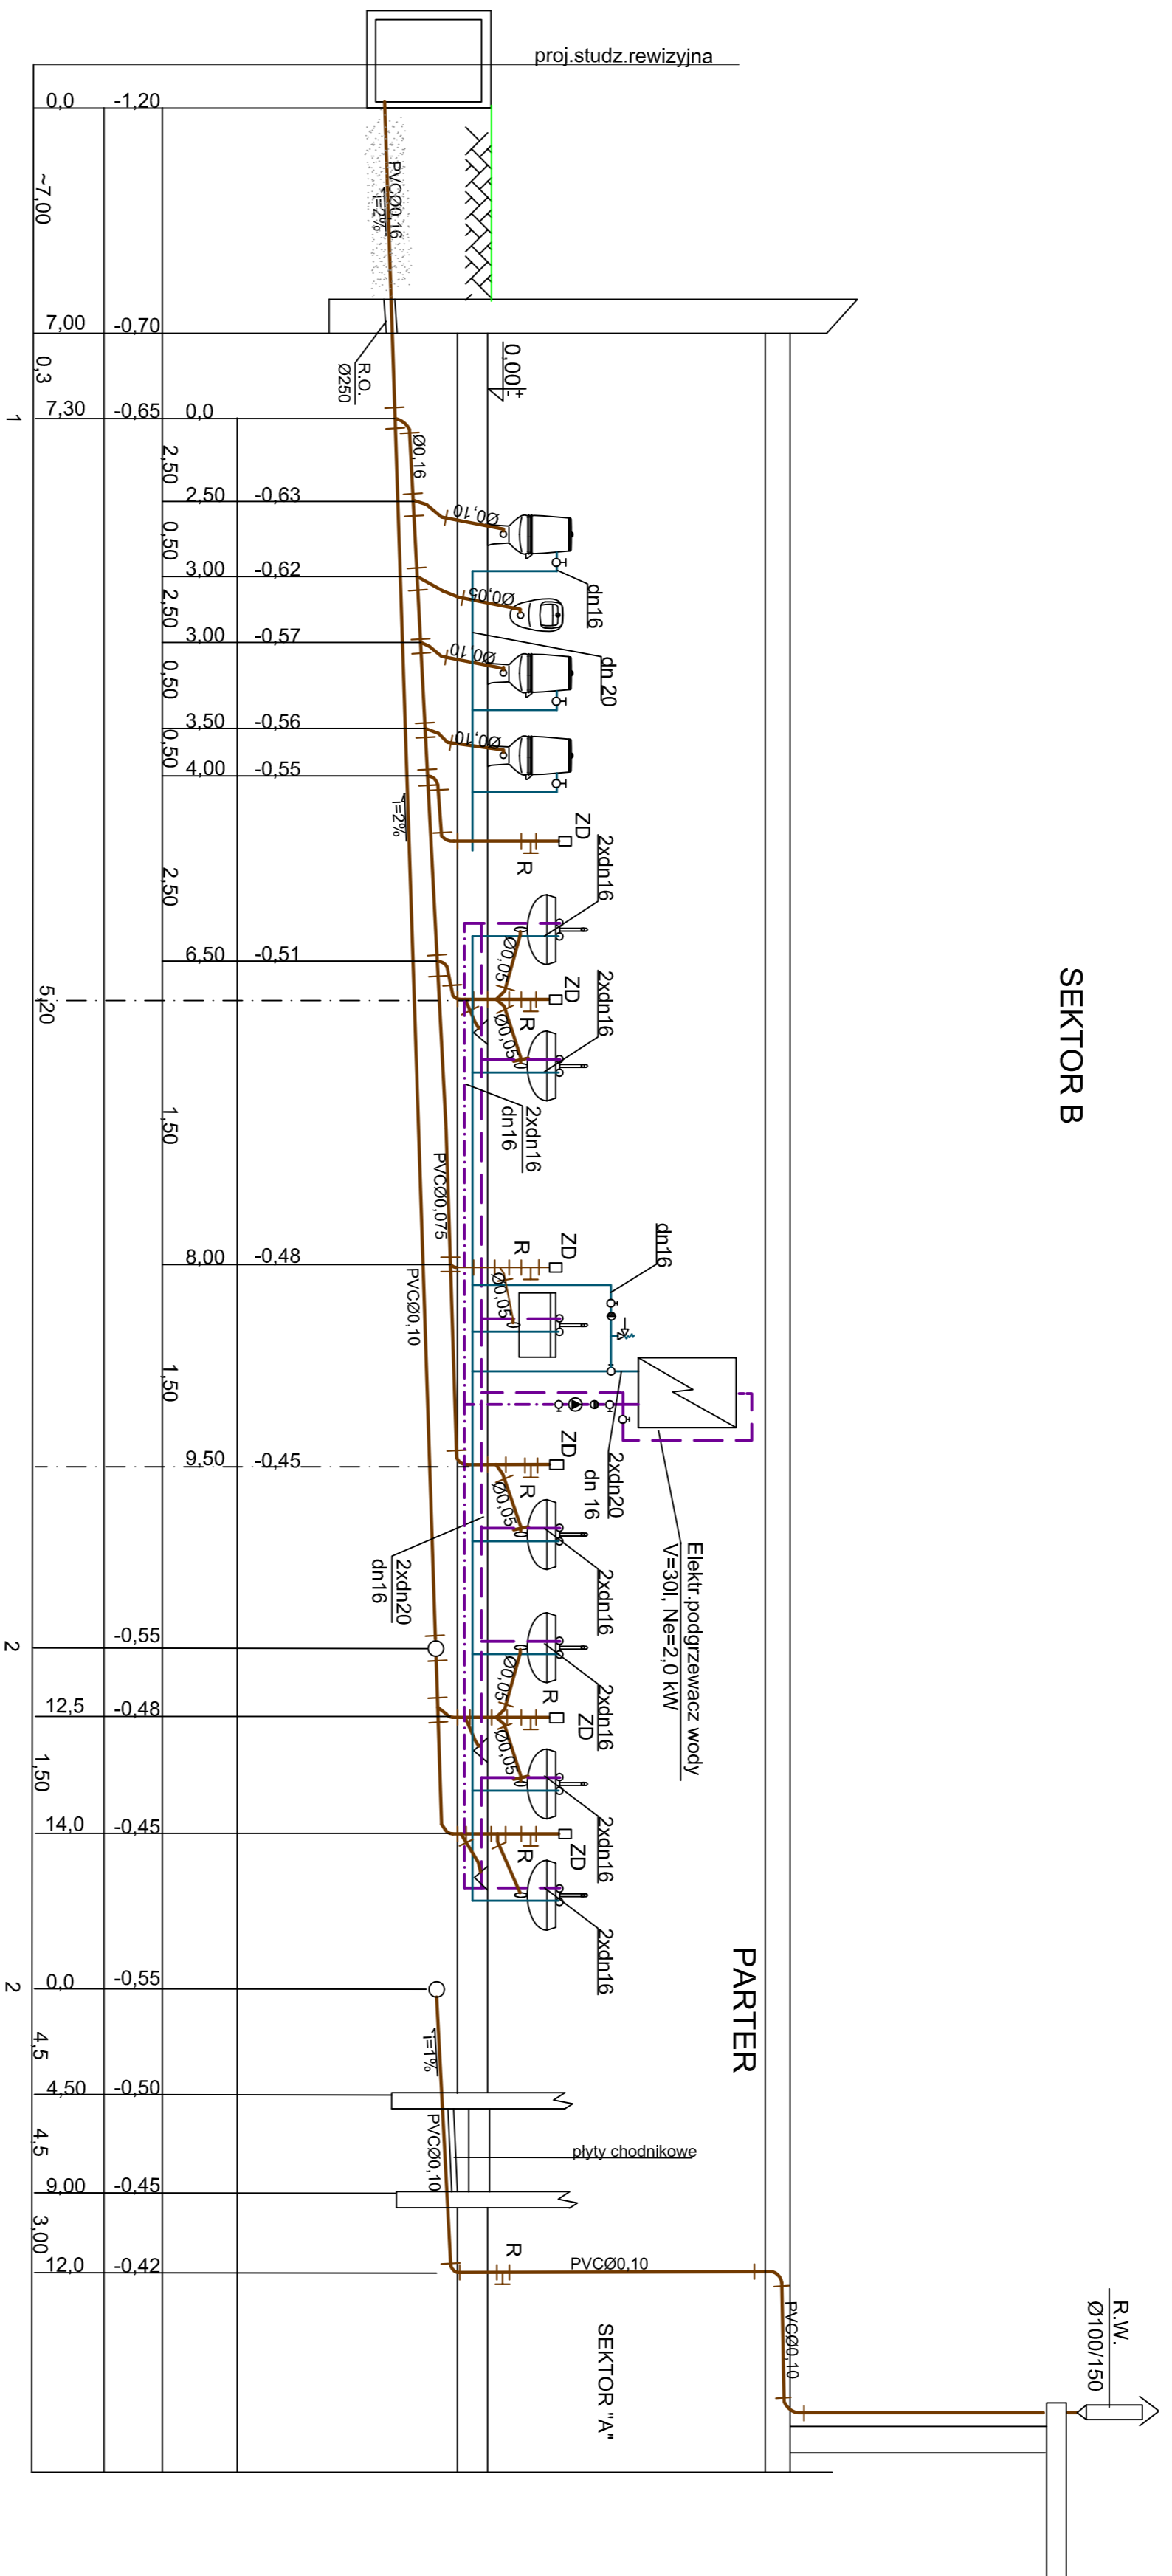 SEKTOR B
PARTER
SEKTOR "A"
R.W.
Ø100/150
proj.studz.rewizyjna
PVCØ0,16
i=2%
R.O.
Ø250
0,00
+
-
Ø0,16
Ø0,10
dn16
Ø0,05
dn 20
Ø0,10
Ø0,10
i=2%
ZD
R
2xdn16
Ø0,05
ZD
R
2xdn16
Ø0,05
2xdn16
dn16
PVCØ0,075
PVCØ0,10
ZD
R
Ø0,05
dn16
Elektr.podgrzewacz wody
V=30l, Ne=2,0 kW
2xdn20
dn 16
ZD
R
Ø0,05
2xdn16
2xdn20
dn16
Ø0,05
2xdn16
R
ZD
Ø0,05
2xdn16
ZD
R
2xdn16
i=1%
PVCØ0,10
płyty chodnikowe
R
PVCØ0,10
PVCØ0,10
0,0 -1,20
~7,00
7,00 -0,70
0,3
1 7,30 -0,65 0,0
2,50
2,50 -0,63
0,50
3,00 -0,62
2,50
3,00 -0,57
0,50
3,50 -0,56
0,50
4,00 -0,55
2,50
6,50 -0,51
5,20
1,50
8,00 -0,48
1,50
9,50 -0,45
2 -0,55
12,5 -0,48
1,50
14,0 -0,45
2 0,0 -0,55
4,5
4,50 -0,50
4,5
9,00 -0,45
3,00
12,0 -0,42